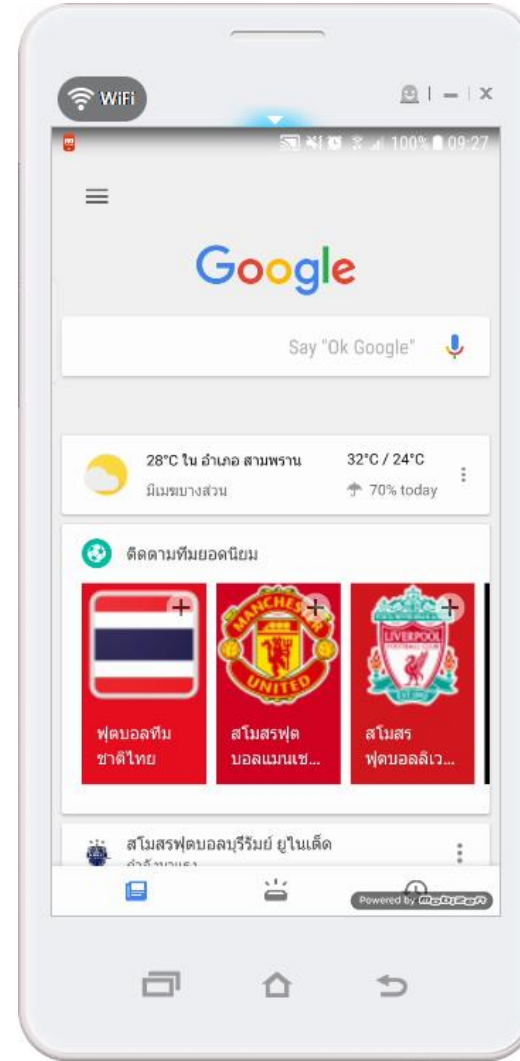 WiFi
100% 09:27
Google
Say "Ok Google"
28°C ใน อำเภอ สามพราน 32°C / 24°C
มีเมฆบางส่วน 70% today
ติดตามทีมยอดนิยม
MANCHESTER
UNITED
LIVERPOOL
ฟุตบอลทีม
ชาติไทย
สโมสรฟุต
บอลแมนเช...
สโมสร
ฟุตบอลลิเว...
สโมสรฟุตบอลบุรีรัมย์ ยูไนเต็ด
Powered by mobizen